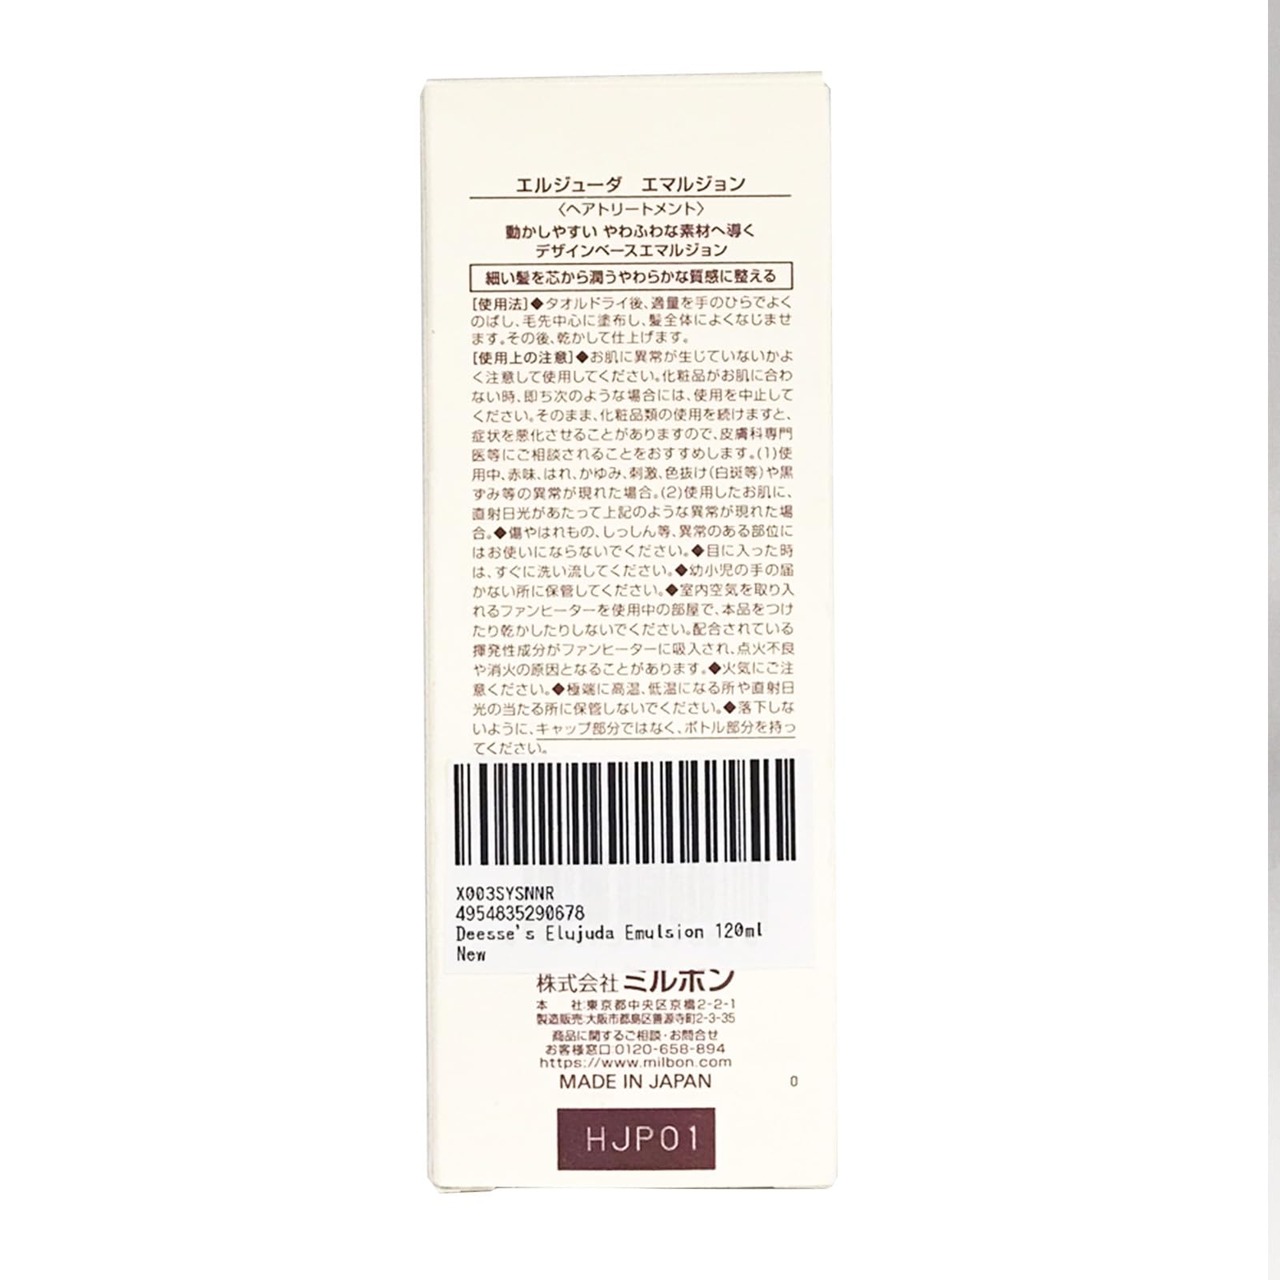 エルジューダ　エマルジョン
〈ヘアトリートメント〉
動かしやすい やわふわな素材へ導く
デザインベースエマルジョン
細い髪を芯から潤うやわらかな質感に整える
[使用法]◆タオルドライ後、適量を手のひらでよく
のばし、毛先中心に塗布し、髪全体によくなじませ
ます。その後、乾かして仕上げます。
[使用上の注意]◆お肌に異常が生じていないかよ
く注意して使用してください。化粧品がお肌に合わ
ない時、即ち次のような場合には、使用を中止して
ください。そのまま、化粧品類の使用を続けますと、
症状を悪化させることがありますので、皮膚科専門
医等にご相談されることをおすすめします。(1)使
用中、赤味、はれ、かゆみ、刺激、色抜け(白斑等)や黒
ずみ等の異常が現れた場合。(2)使用したお肌に、
直射日光があたって上記のような異常が現れた場
合。◆傷やはれもの、しっしん等、異常のある部位に
はお使いにならないでください。◆目に入った時
は、すぐに洗い流してください。◆幼小児の手の届
かない所に保管してください。◆室内空気を取り入
れるファンヒーターを使用中の部屋で、本品をつけ
たり乾かしたりしないでください。配合されている
揮発性成分がファンヒーターに吸入され、点火不良
や消火の原因となることがあります。◆火気にご注
意ください。◆極端に高温、低温になる所や直射日
光の当たる所に保管しないでください。◆落下しな
いように、キャップ部分ではなく、ボトル部分を持っ
てください。
X003SYSNNR
4954835290678
Deesse's Elujuda Emulsion 120ml
New
株式会社 ミルボン
本　社:東京都中央区京橋2-2-1
製造販売:大阪市都島区善源寺町2-3-35
商品に関するご相談・お問合せ
お客様窓口:0120-658-894
https://www.milbon.com
MADE IN JAPAN
0
HJP01